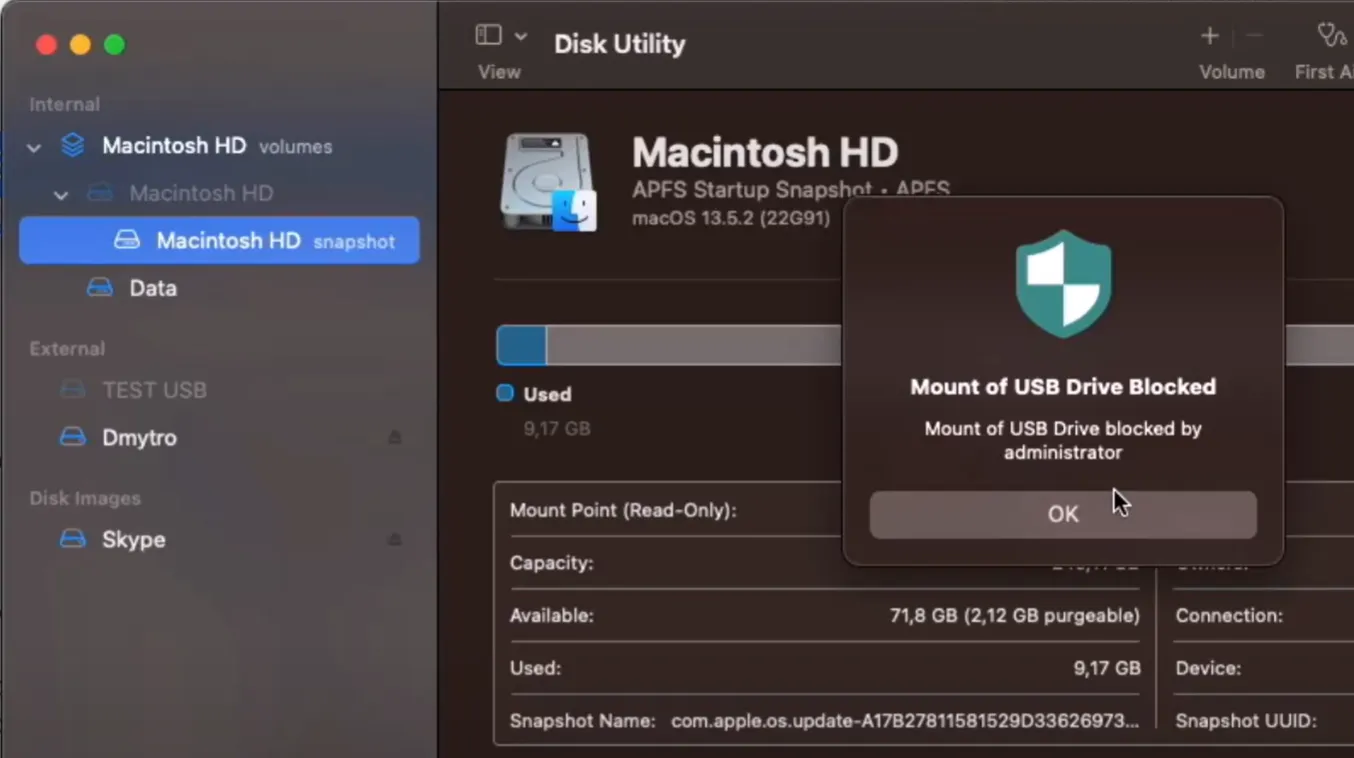 Disk Utility
View
Volume
First Ai
Internal
Macintosh HD volumes
Macintosh HD
Macintosh HD snapshot
Data
External
TEST USB
Dmytro
Disk Images
Skype
Macintosh HD
APFS Startup Snapshot • APFS
macOS 13.5.2 (22G91)
Used
9,17 GB
Mount of USB Drive Blocked
Mount of USB Drive blocked by
administrator
OK
Mount Point (Read-Only):
Capacity:
Available: 71,8 GB (2,12 GB purgeable)
Used: 9,17 GB
Snapshot Name: com.apple.os.update-A17B27811581529D33626973...
Connection:
Device:
Snapshot UUID: